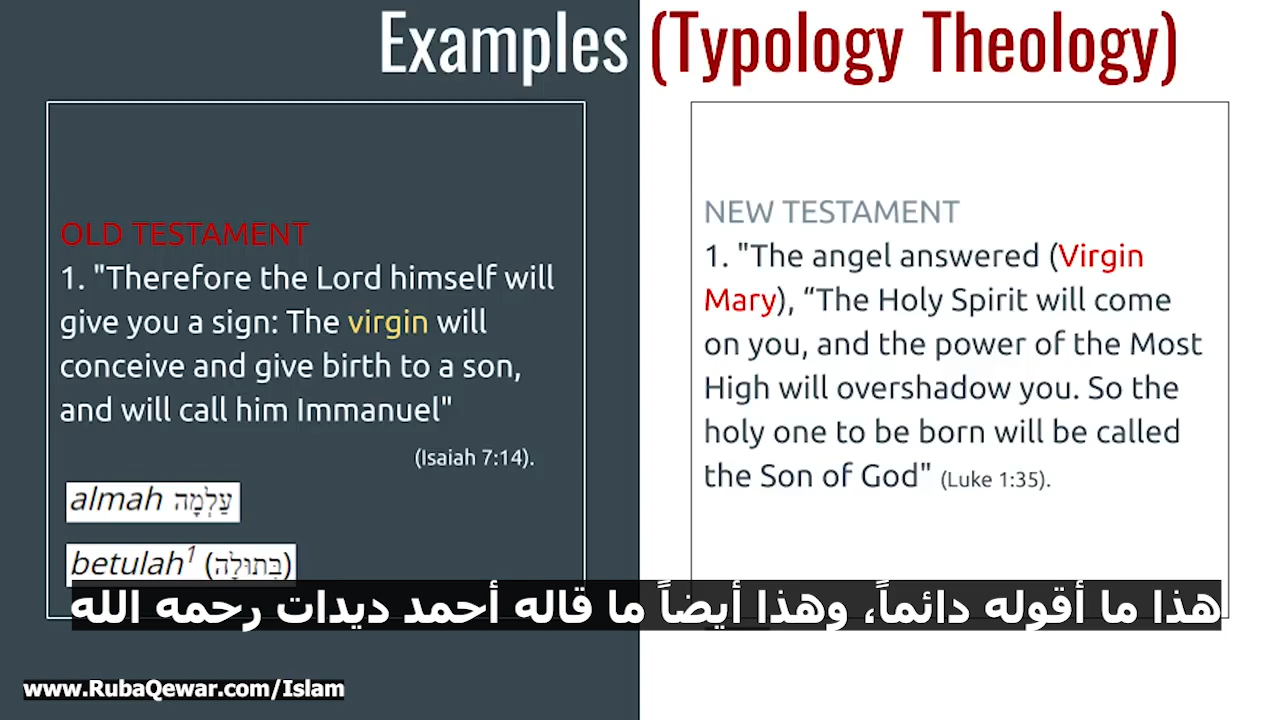 Examples (Typology Theology)
OLD TESTAMENT
1. "Therefore the Lord himself will
give you a sign: The virgin will
conceive and give birth to a son,
and will call him Immanuel"
(Isaiah 7:14).
almah עַלְמָה
betulah¹ (בְּתוּלָה)
NEW TESTAMENT
1. "The angel answered (Virgin
Mary), “The Holy Spirit will come
on you, and the power of the Most
High will overshadow you. So the
holy one to be born will be called
the Son of God" (Luke 1:35).
هذا ما أقوله دائماً، وهذا أيضاً ما قاله أحمد ديدات رحمه الله
www.RubaQewar.com/Islam